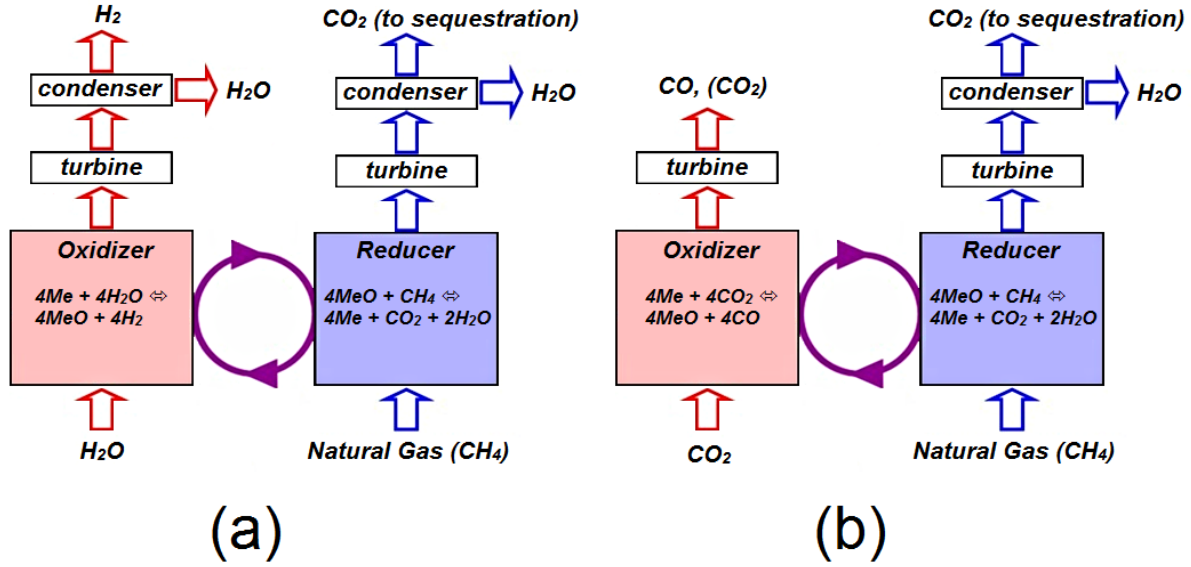 H₂
condenser
H₂O
turbine
Oxidizer
4Me + 4H₂O ⇔
4MeO + 4H₂
H₂O
CO₂ (to sequestration)
condenser
H₂O
turbine
Reducer
4MeO + CH₄ ⇔
4Me + CO₂ + 2H₂O
Natural Gas (CH₄)
(a)
CO, (CO₂)
turbine
Oxidizer
4Me + 4CO₂ ⇔
4MeO + 4CO
CO₂
CO₂ (to sequestration)
condenser
H₂O
turbine
Reducer
4MeO + CH₄ ⇔
4Me + CO₂ + 2H₂O
Natural Gas (CH₄)
(b)